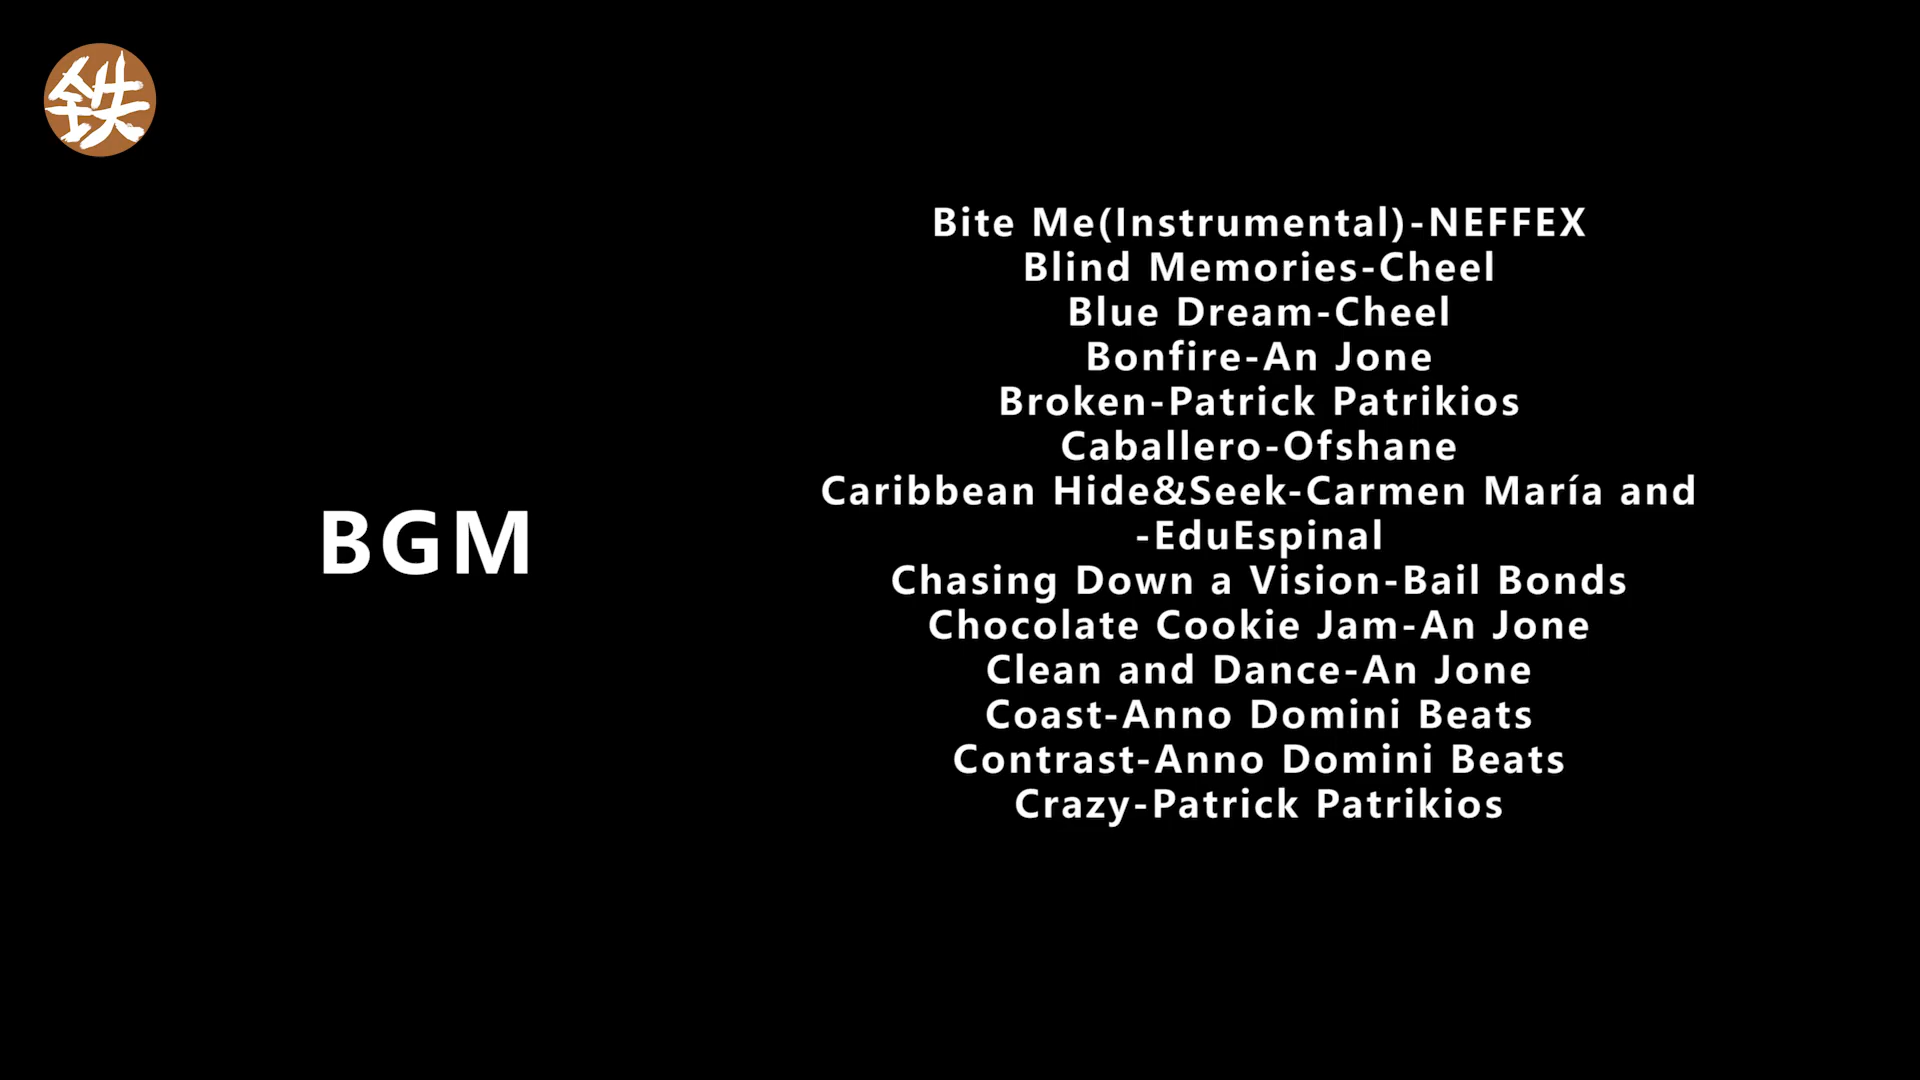 铁
BGM
Bite Me(Instrumental)-NEFFEX
Blind Memories-Cheel
Blue Dream-Cheel
Bonfire-An Jone
Broken-Patrick Patrikios
Caballero-Ofshane
Caribbean Hide&Seek-Carmen María and
-EduEspinal
Chasing Down a Vision-Bail Bonds
Chocolate Cookie Jam-An Jone
Clean and Dance-An Jone
Coast-Anno Domini Beats
Contrast-Anno Domini Beats
Crazy-Patrick Patrikios